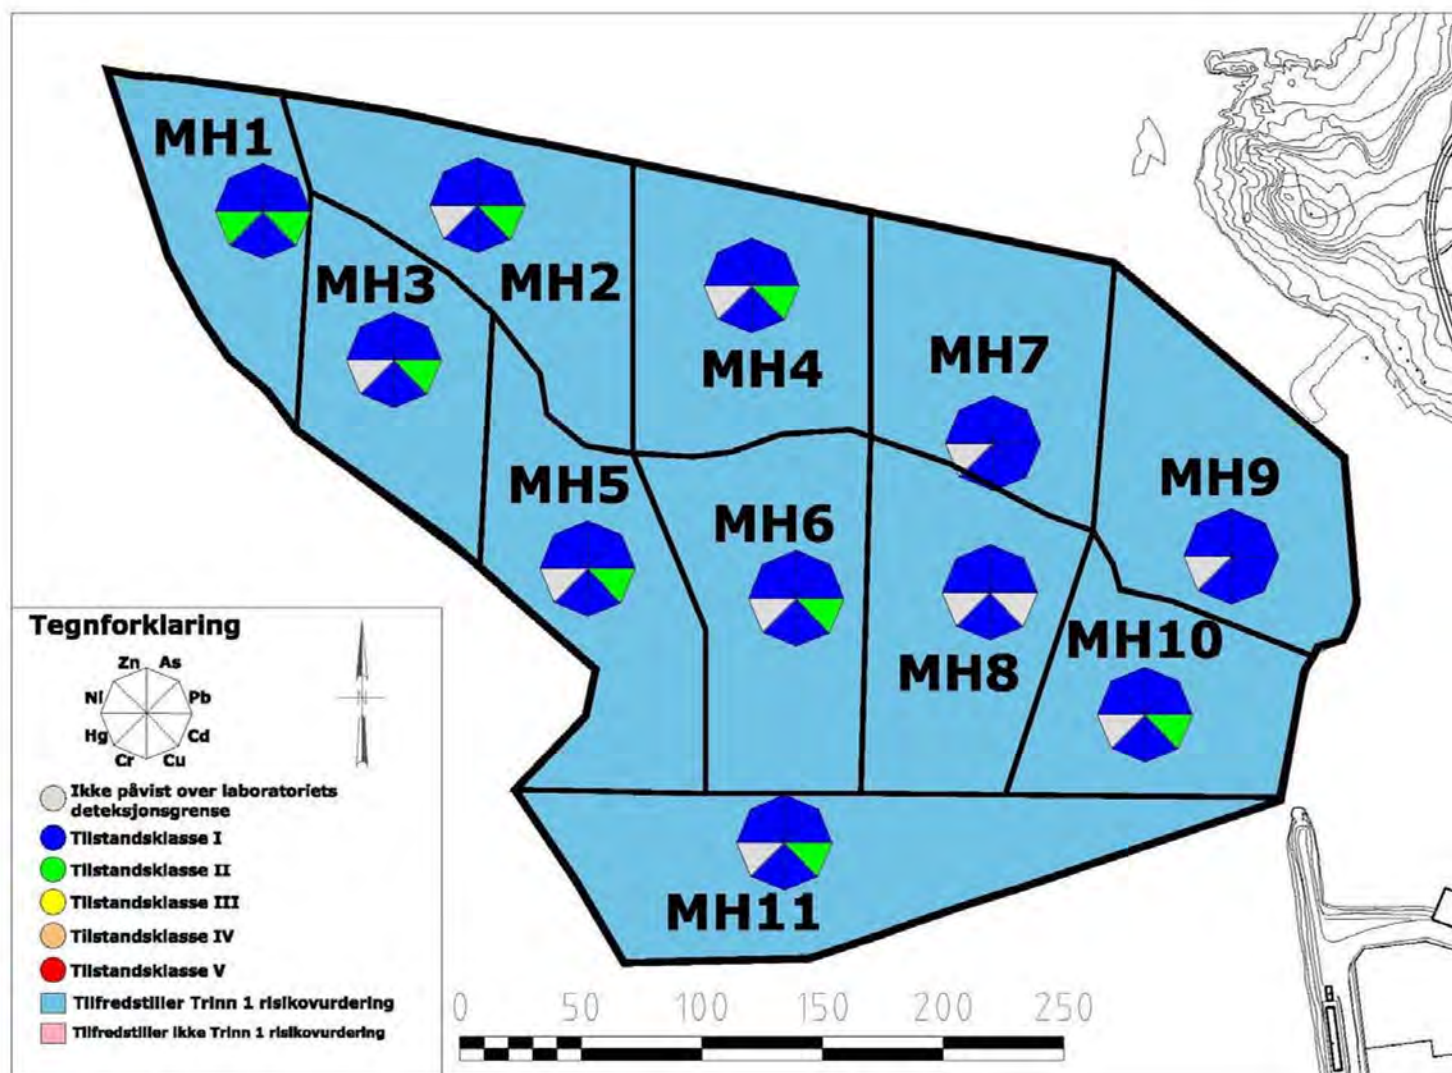 MH1
MH2
MH3
MH4
MH7
MH5
MH6
MH9
MH8
MH10
MH11
Tegnforklaring
Zn As
Ni Pb
Hg Cd
Cr Cu
N
Ikke påvist over laboratoriets
deteksjonsgrense
Tilstandsklasse I
Tilstandsklasse II
Tilstandsklasse III
Tilstandsklasse IV
Tilstandsklasse V
Tilfredstiller Trinn 1 risikovurdering
Tilfredstiller ikke Trinn 1 risikovurdering
0 50 100 150 200 250